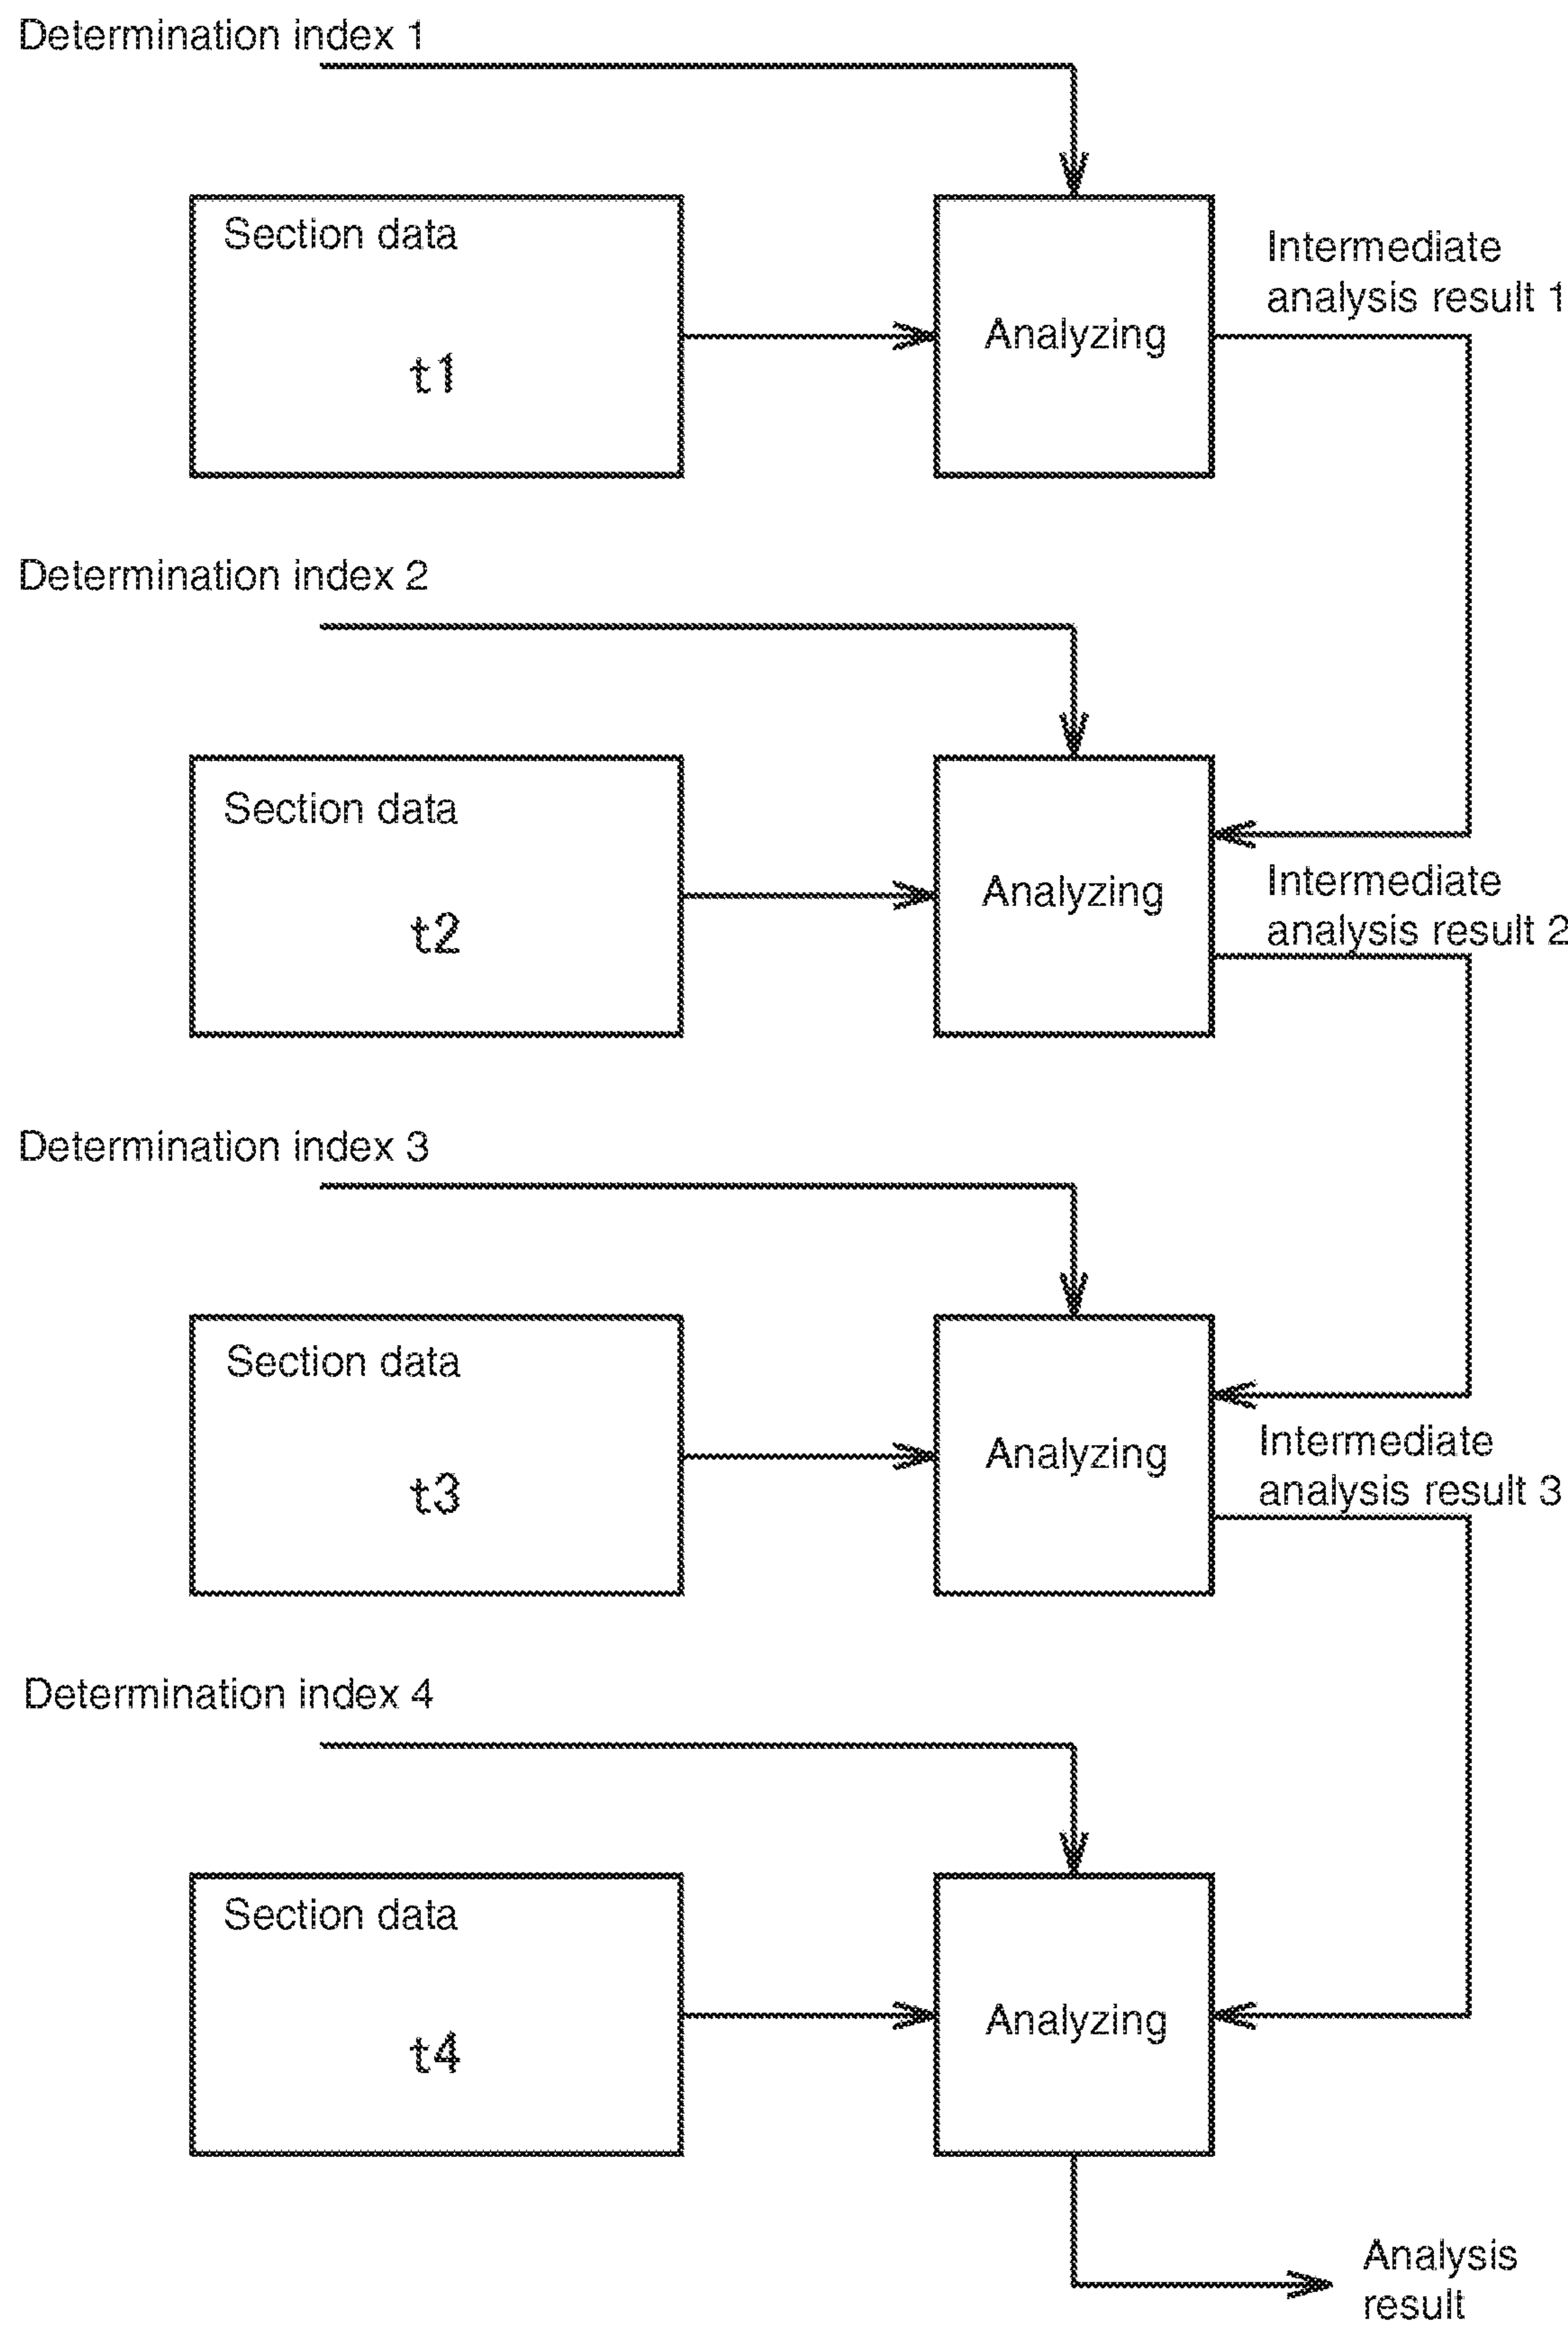 Determination index 1
Section data
t1
Analyzing
Intermediate
analysis result 1
Determination index 2
Section data
t2
Analyzing
Intermediate
analysis result 2
Determination index 3
Section data
t3
Analyzing
Intermediate
analysis result 3
Determination index 4
Section data
t4
Analyzing
Analysis
result